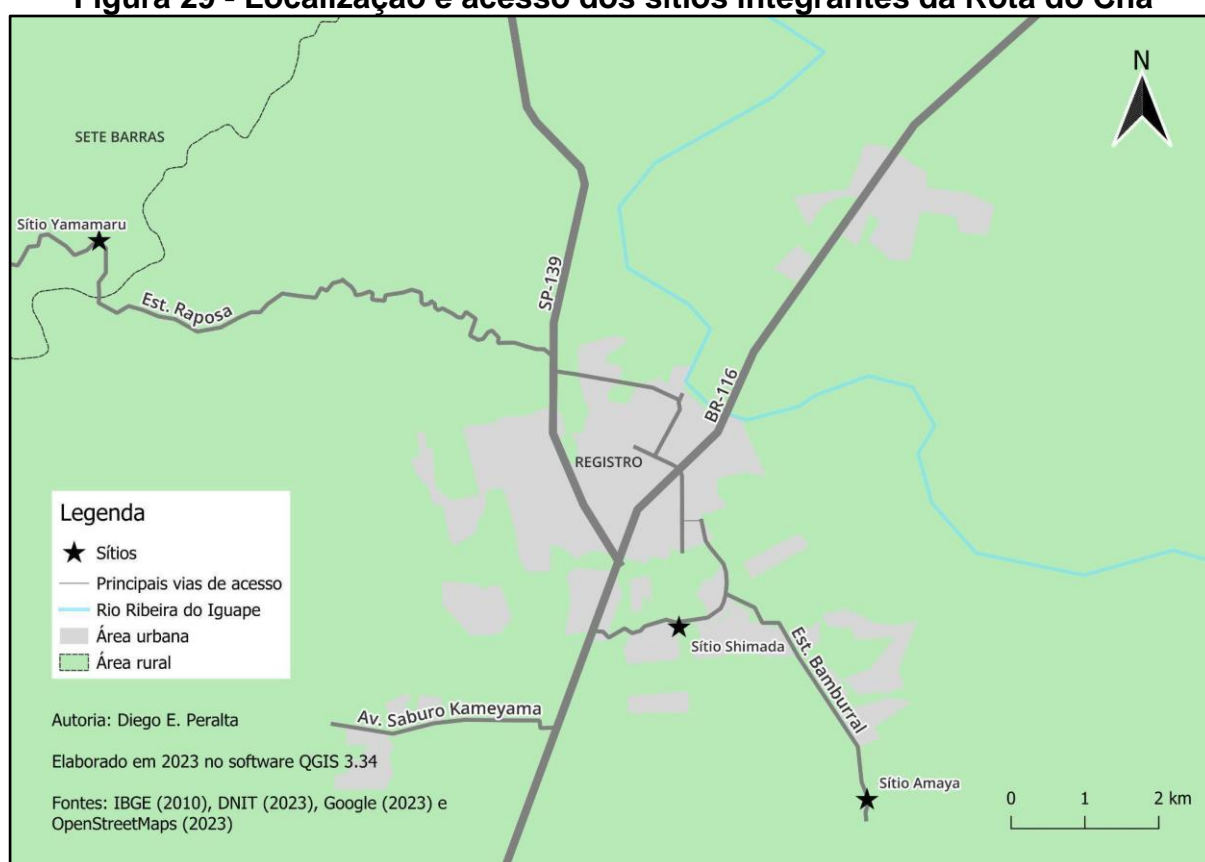 Figura 29 - Localização e acesso dos sítios integrantes da Rota do Chá
N
SETE BARRAS
Sítio Yamamaru
Est. Raposa
SP-139
BR-116
REGISTRO
Sítio Shimada
Est. Bamburral
Av. Saburo Kameyama
Sítio Amaya
Legenda
Sítios
Principais vias de acesso
Rio Ribeira do Iguape
Área urbana
Área rural
Autoria: Diego E. Peralta
Elaborado em 2023 no software QGIS 3.34
Fontes: IBGE (2010), DNIT (2023), Google (2023) e
OpenStreetMaps (2023)
0 1 2 km